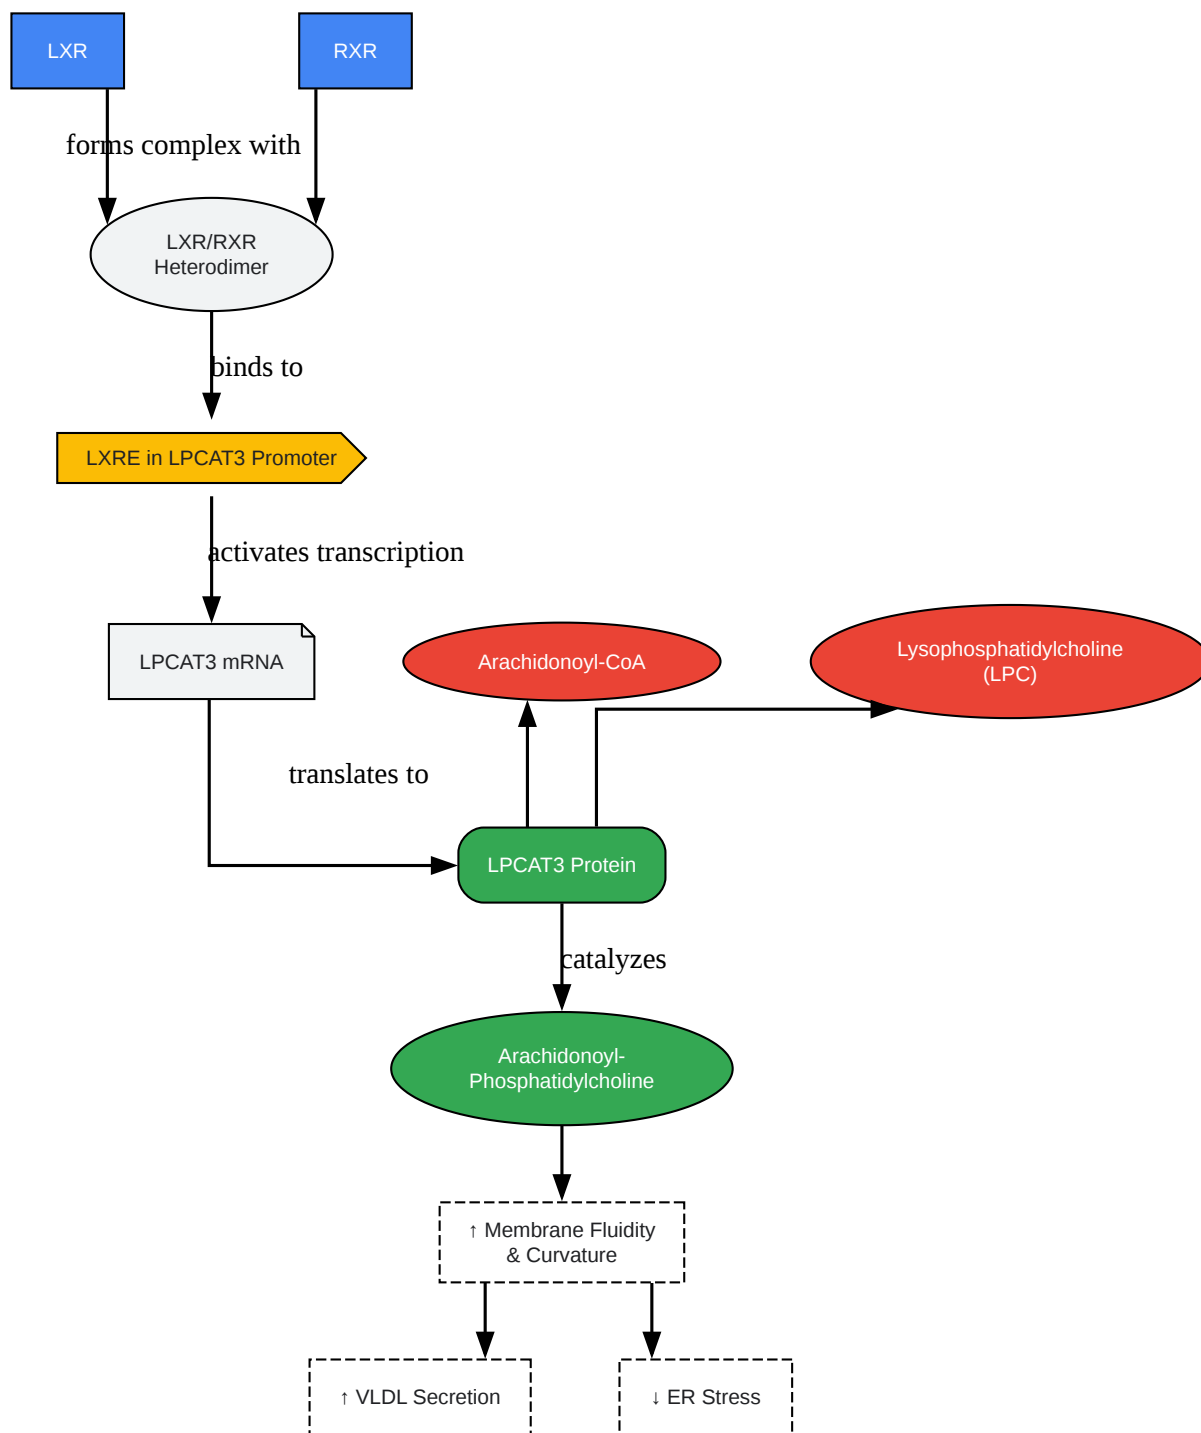 LXR
RXR
forms complex with
LXR/RXR
Heterodimer
binds to
LXRE in LPCAT3 Promoter
activates transcription
LPCAT3 mRNA
Arachidonoyl-CoA
Lysophosphatidylcholine
(LPC)
translates to
LPCAT3 Protein
catalyzes
Arachidonoyl-
Phosphatidylcholine
↑ Membrane Fluidity
& Curvature
↑ VLDL Secretion
↓ ER Stress